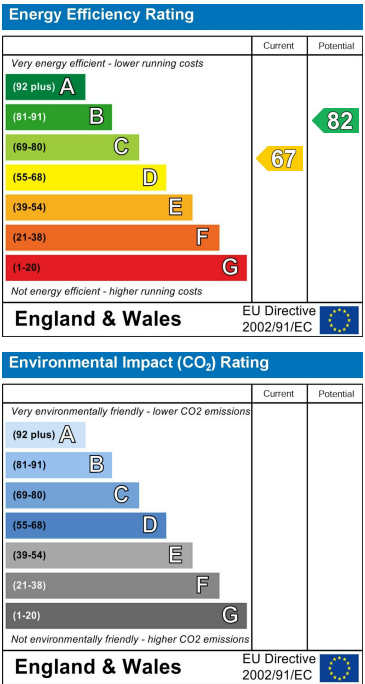 Energy Efficiency Rating
Current Potential
Very energy efficient - lower running costs
(92 plus) A
(81-91) B
(69-80) C
(55-68) D
(39-54) E
(21-38) F
(1-20) G
67
82
Not energy efficient - higher running costs
England & Wales
EU Directive
2002/91/EC
Environmental Impact (CO₂) Rating
Current Potential
Very environmentally friendly - lower CO2 emissions
(92 plus) A
(81-91) B
(69-80) C
(55-68) D
(39-54) E
(21-38) F
(1-20) G
Not environmentally friendly - higher CO2 emissions
England & Wales
EU Directive
2002/91/EC